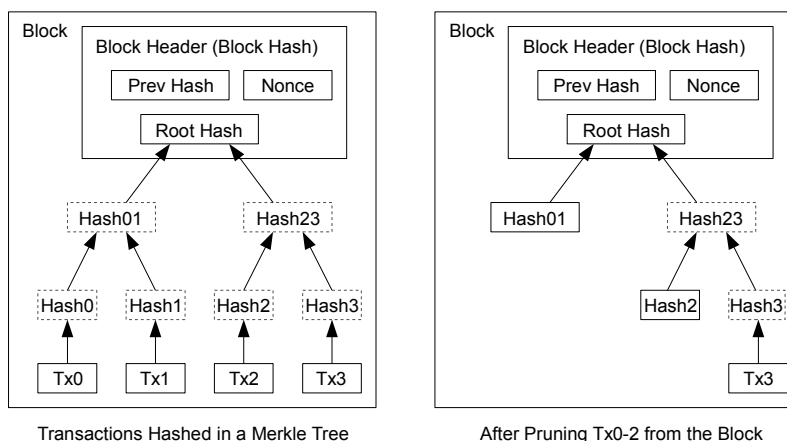 Block
Block Header (Block Hash)
Prev Hash
Nonce
Root Hash
Hash01
Hash23
Hash0
Hash1
Hash2
Hash3
Tx0
Tx1
Tx2
Tx3
Transactions Hashed in a Merkle Tree
Block
Block Header (Block Hash)
Prev Hash
Nonce
Root Hash
Hash01
Hash23
Hash2
Hash3
Tx3
After Pruning Tx0-2 from the Block